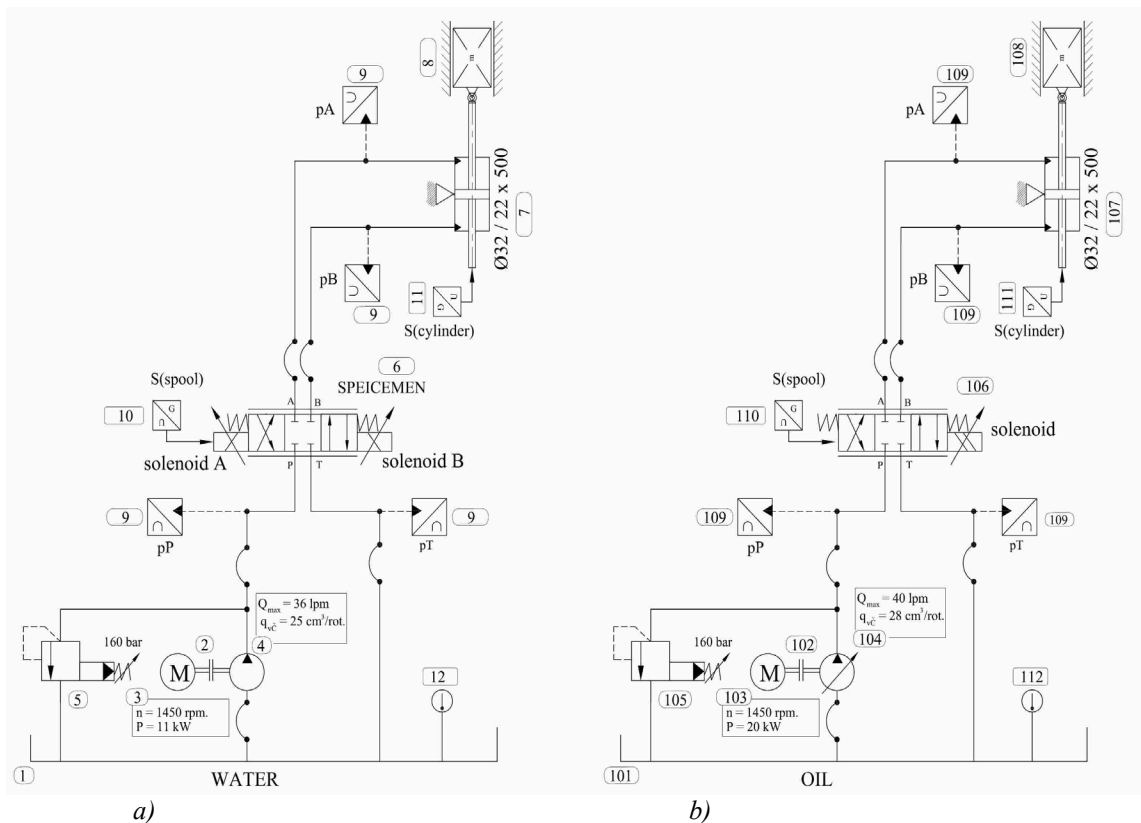 8
108
m
m
9
109
pA
pA
Ø32 / 22 x 500
7
Ø32 / 22 x 500
107
pB
9
11
U
G
S(cylinder)
pB
109
111
U
G
S(cylinder)
S(spool)
6
SPEICEMEN
10
G
U
A
B
solenoid A
P
T
solenoid B
S(spool)
106
110
G
U
A
B
solenoid
P
T
9
U
pP
U
9
pT
109
U
pP
U
109
pT
Qmax = 36 lpm
qvč = 25 cm³/rot.
Qmax = 40 lpm
qvč = 28 cm³/rot.
160 bar
2
4
M
12
5
3
n = 1450 rpm.
P = 11 kW
160 bar
102
104
M
112
105
103
n = 1450 rpm.
P = 20 kW
1
WATER
101
OIL
a)
b)